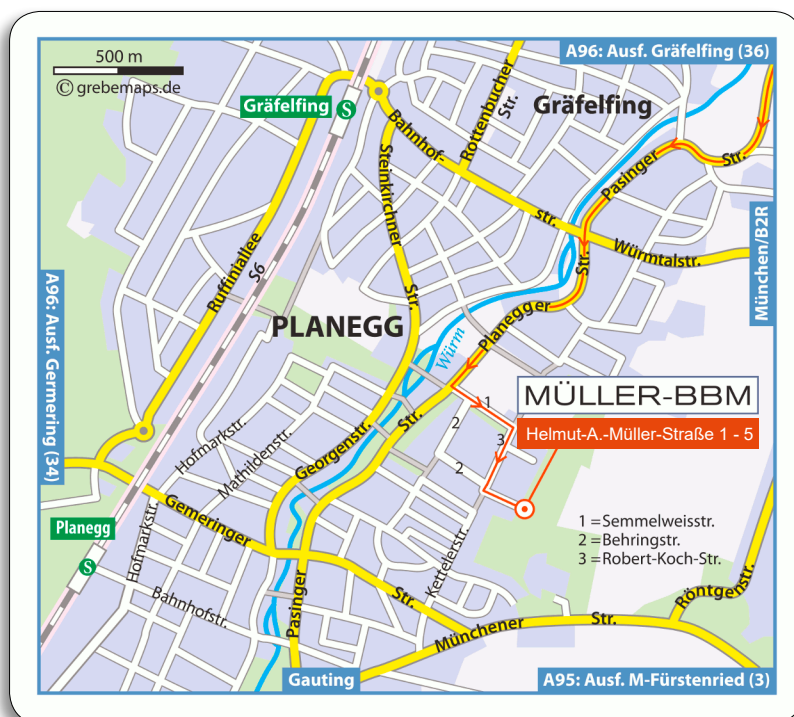 A96: Ausf. Gräfelfing (36)
500 m
© grebemaps.de
Gräfelfing
S
Gräfelfing
Rottenbucher
Str.
Bahnhof-
str.
Steinkirchner
Str.
Pasinger
Str.
Würmtalstr.
Str.
München/B2R
Ruffiniallee
S6
A96: Ausf. Germering (34)
PLANEGG
Würm
Planegger
Str.
MÜLLER-BBM
Helmut-A.-Müller-Straße 1 - 5
1
2
3
2
Hofmarkstr.
Mathildenstr.
Georgenstr.
Planegg
S
Hofmarkstr.
Gemeringer
Str.
Bahnhofstr.
Pasinger
Kettelerstr.
1 =Semmelweisstr.
2 =Behringstr.
3 =Robert-Koch-Str.
Münchener
Str.
Röntgenstr.
Gauting
A95: Ausf. M-Fürstenried (3)